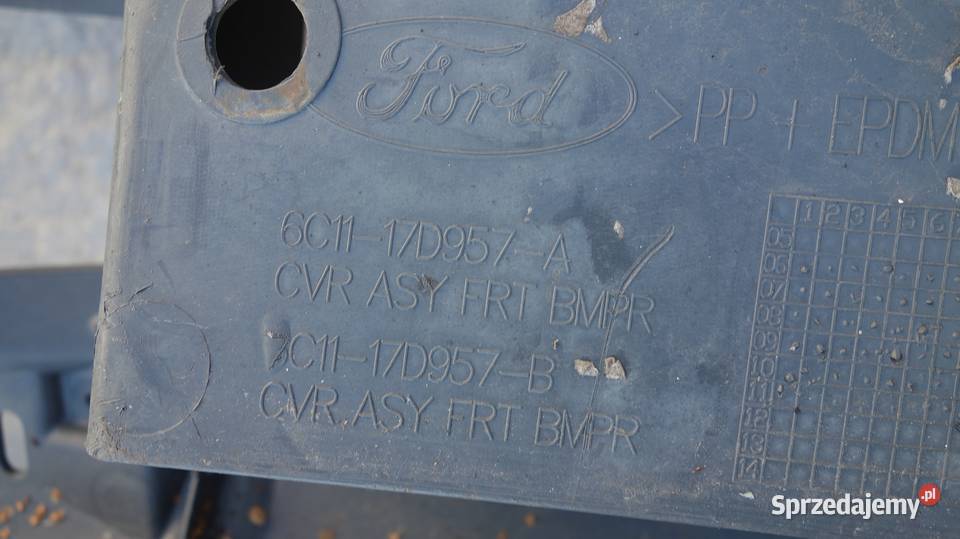 Ford
>PP + EPDM
6C11-17D957-A
CVR ASY FRT BMPR
7C11-17D957-B
CVR ASY FRT BMPR
1 2 3 4 5 6
05
06
07
08
09
10
11
12
13
14
Sprzedajemy.pl